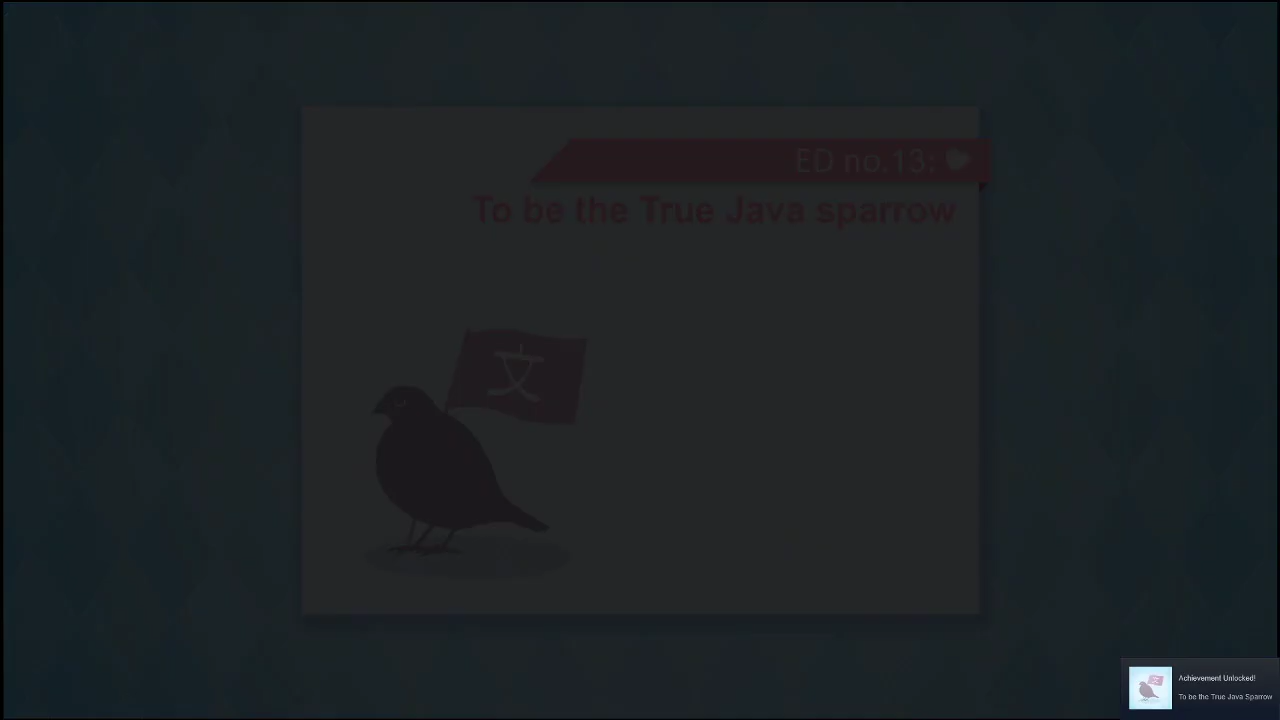 ED no.13:
To be the True Java sparrow
文
Achievement Unlocked!
To be the True Java Sparrow